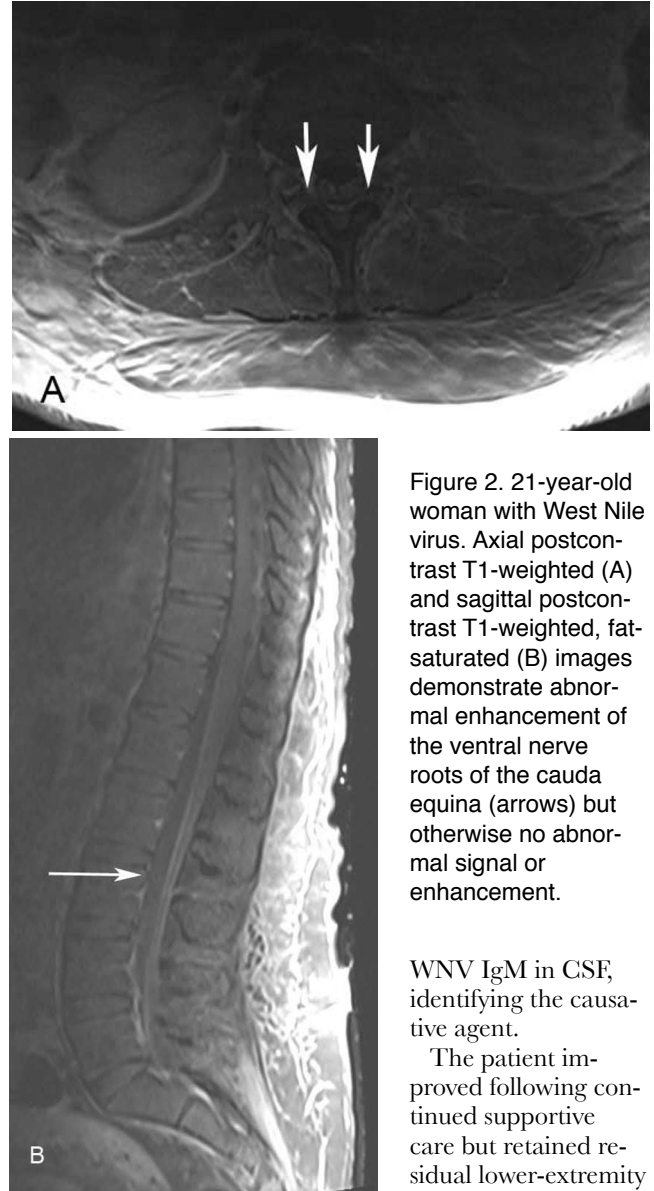 A
Figure 2. 21-year-old
woman with West Nile
virus. Axial postcon-
trast T1-weighted (A)
and sagittal postcon-
trast T1-weighted, fat-
saturated (B) images
demonstrate abnor-
mal enhancement of
the ventral nerve
roots of the cauda
equina (arrows) but
otherwise no abnor-
mal signal or
enhancement.
WNV IgM in CSF,
identifying the causa-
tive agent.
The patient im-
proved following con-
tinued supportive
care but retained re-
sidual lower-extremity
B